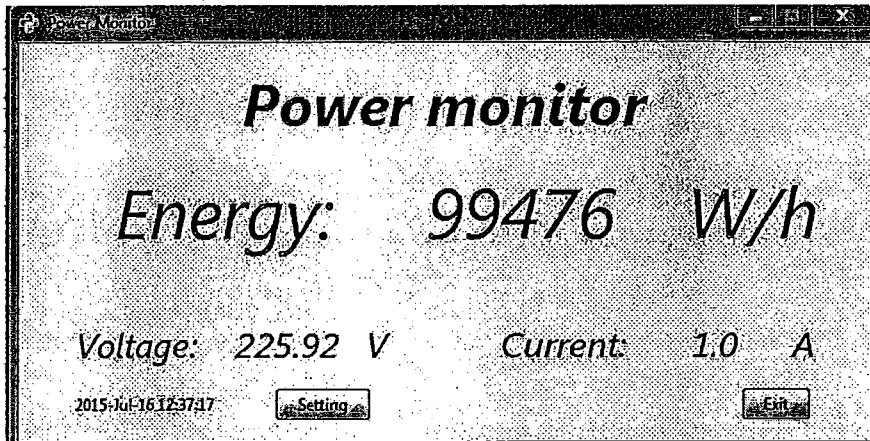 Power Monitor
Power monitor
Energy: 99476 W/h
Voltage: 225.92 V Current: 1.0 A
2015-Jul-16 12:37:17 Setting Exit